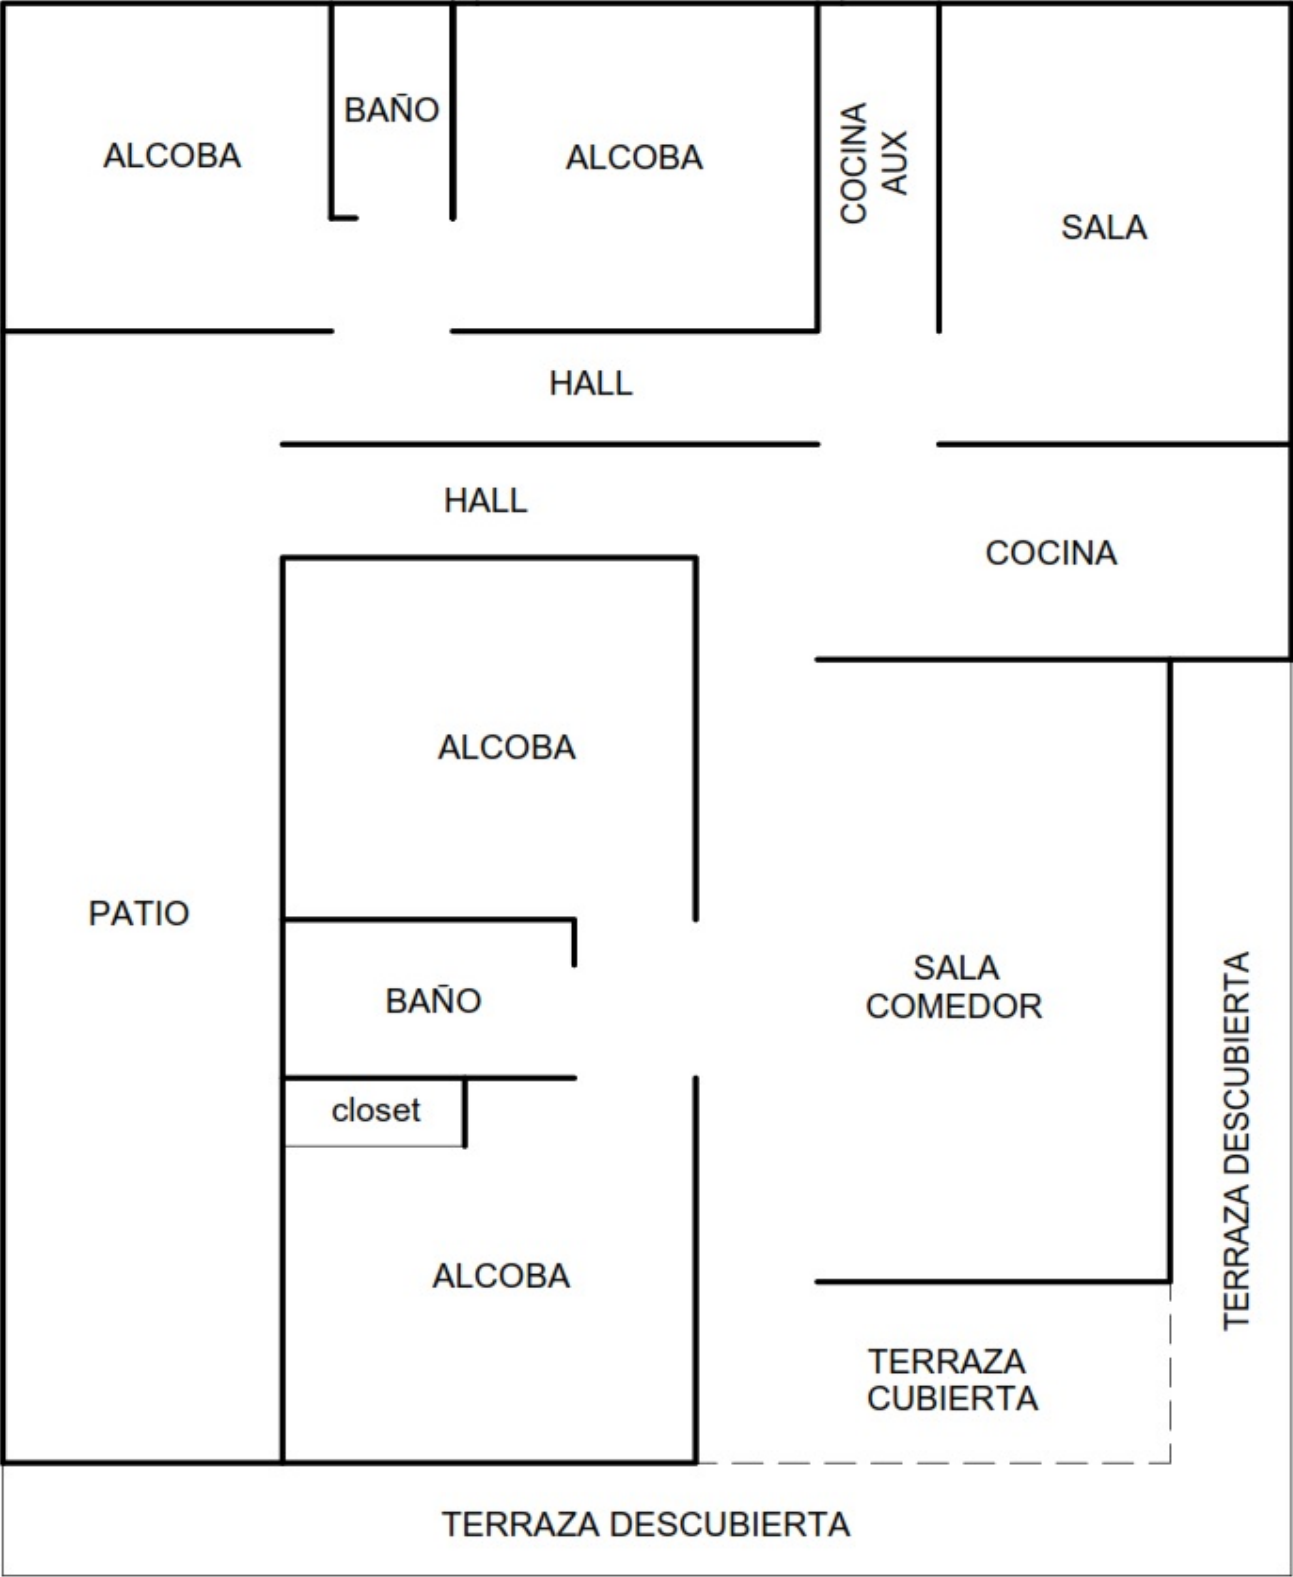 BAÑO
ALCOBA
ALCOBA
COCINA
AUX
SALA
HALL
HALL
COCINA
ALCOBA
PATIO
BAÑO
SALA
COMEDOR
closet
TERRAZA DESCUBIERTA
ALCOBA
TERRAZA
CUBIERTA
TERRAZA DESCUBIERTA